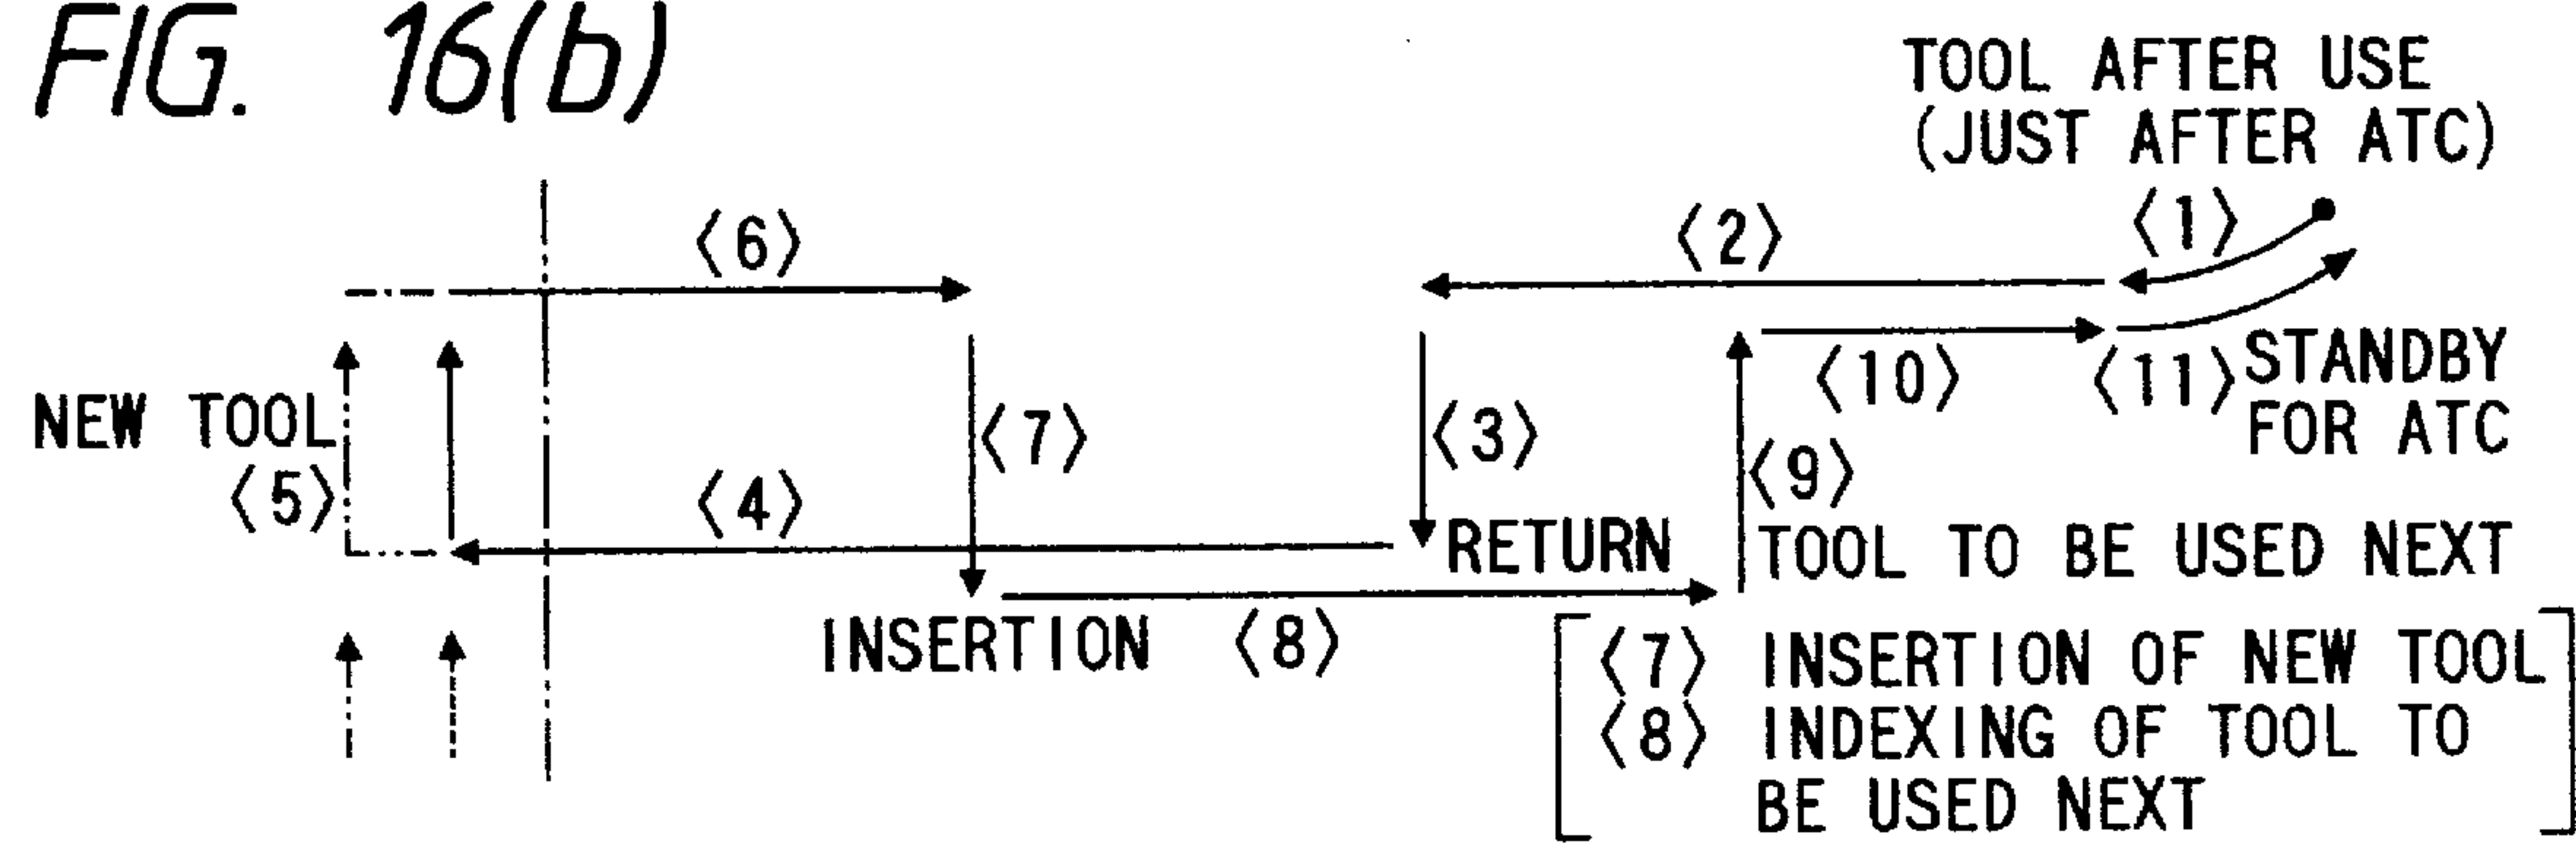 FIG. 16(b)
TOOL AFTER USE
(JUST AFTER ATC)
〈1〉
〈2〉
〈6〉
〈10〉
〈11〉 STANDBY
FOR ATC
NEW TOOL
〈5〉
〈7〉
〈3〉
〈9〉
〈4〉
RETURN
TOOL TO BE USED NEXT
INSERTION 〈8〉
〈7〉 INSERTION OF NEW TOOL
〈8〉 INDEXING OF TOOL TO
BE USED NEXT